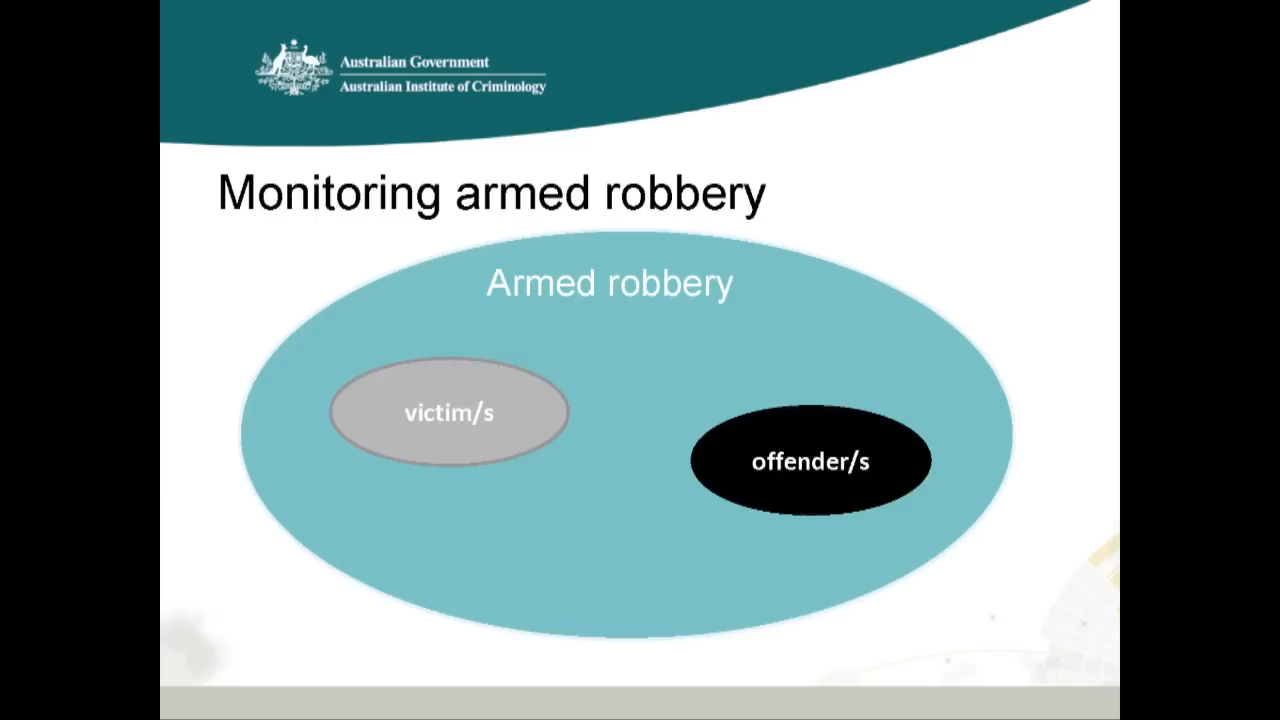 Australian Government
Australian Institute of Criminology
Monitoring armed robbery
Armed robbery
victim/s
offender/s